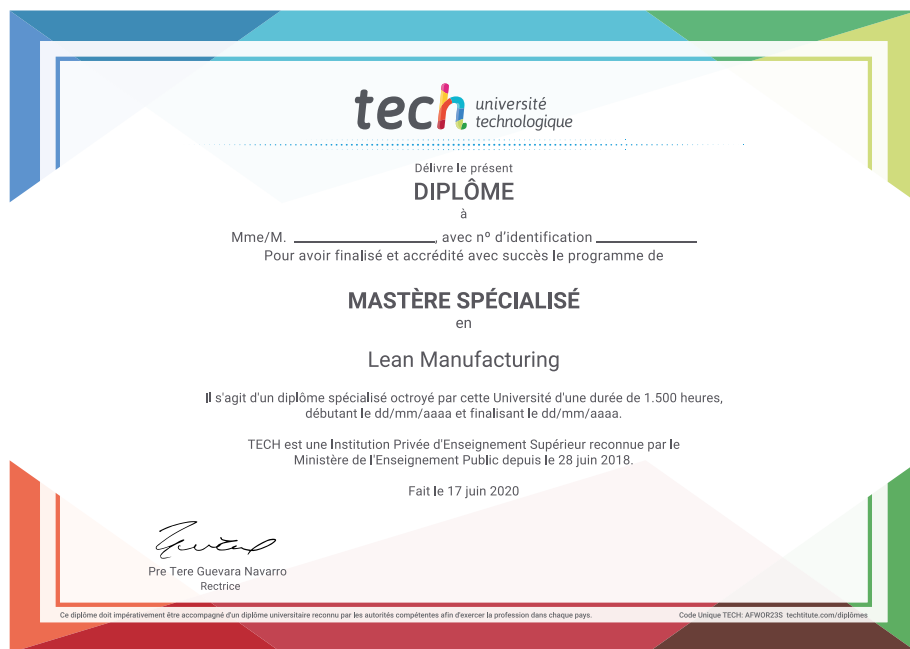 tech université
technologique
Délivre le présent
DIPLÔME
à
Mme/M. ________________, avec nº d'identification ____________
Pour avoir finalisé et accrédité avec succès le programme de
MASTÈRE SPÉCIALISÉ
en
Lean Manufacturing
Il s'agit d'un diplôme spécialisé octroyé par cette Université d'une durée de 1.500 heures,
débutant le dd/mm/aaaa et finalisant le dd/mm/aaaa.
TECH est une Institution Privée d'Enseignement Supérieur reconnue par le
Ministère de l'Enseignement Public depuis le 28 juin 2018.
Fait le 17 juin 2020
Pre Tere Guevara Navarro
Rectrice
Ce diplôme doit impérativement être accompagné d'un diplôme universitaire reconnu par les autorités compétentes afin d'exercer la profession dans chaque pays.
Code Unique TECH: AFWOR23S techtitute.com/diplômes